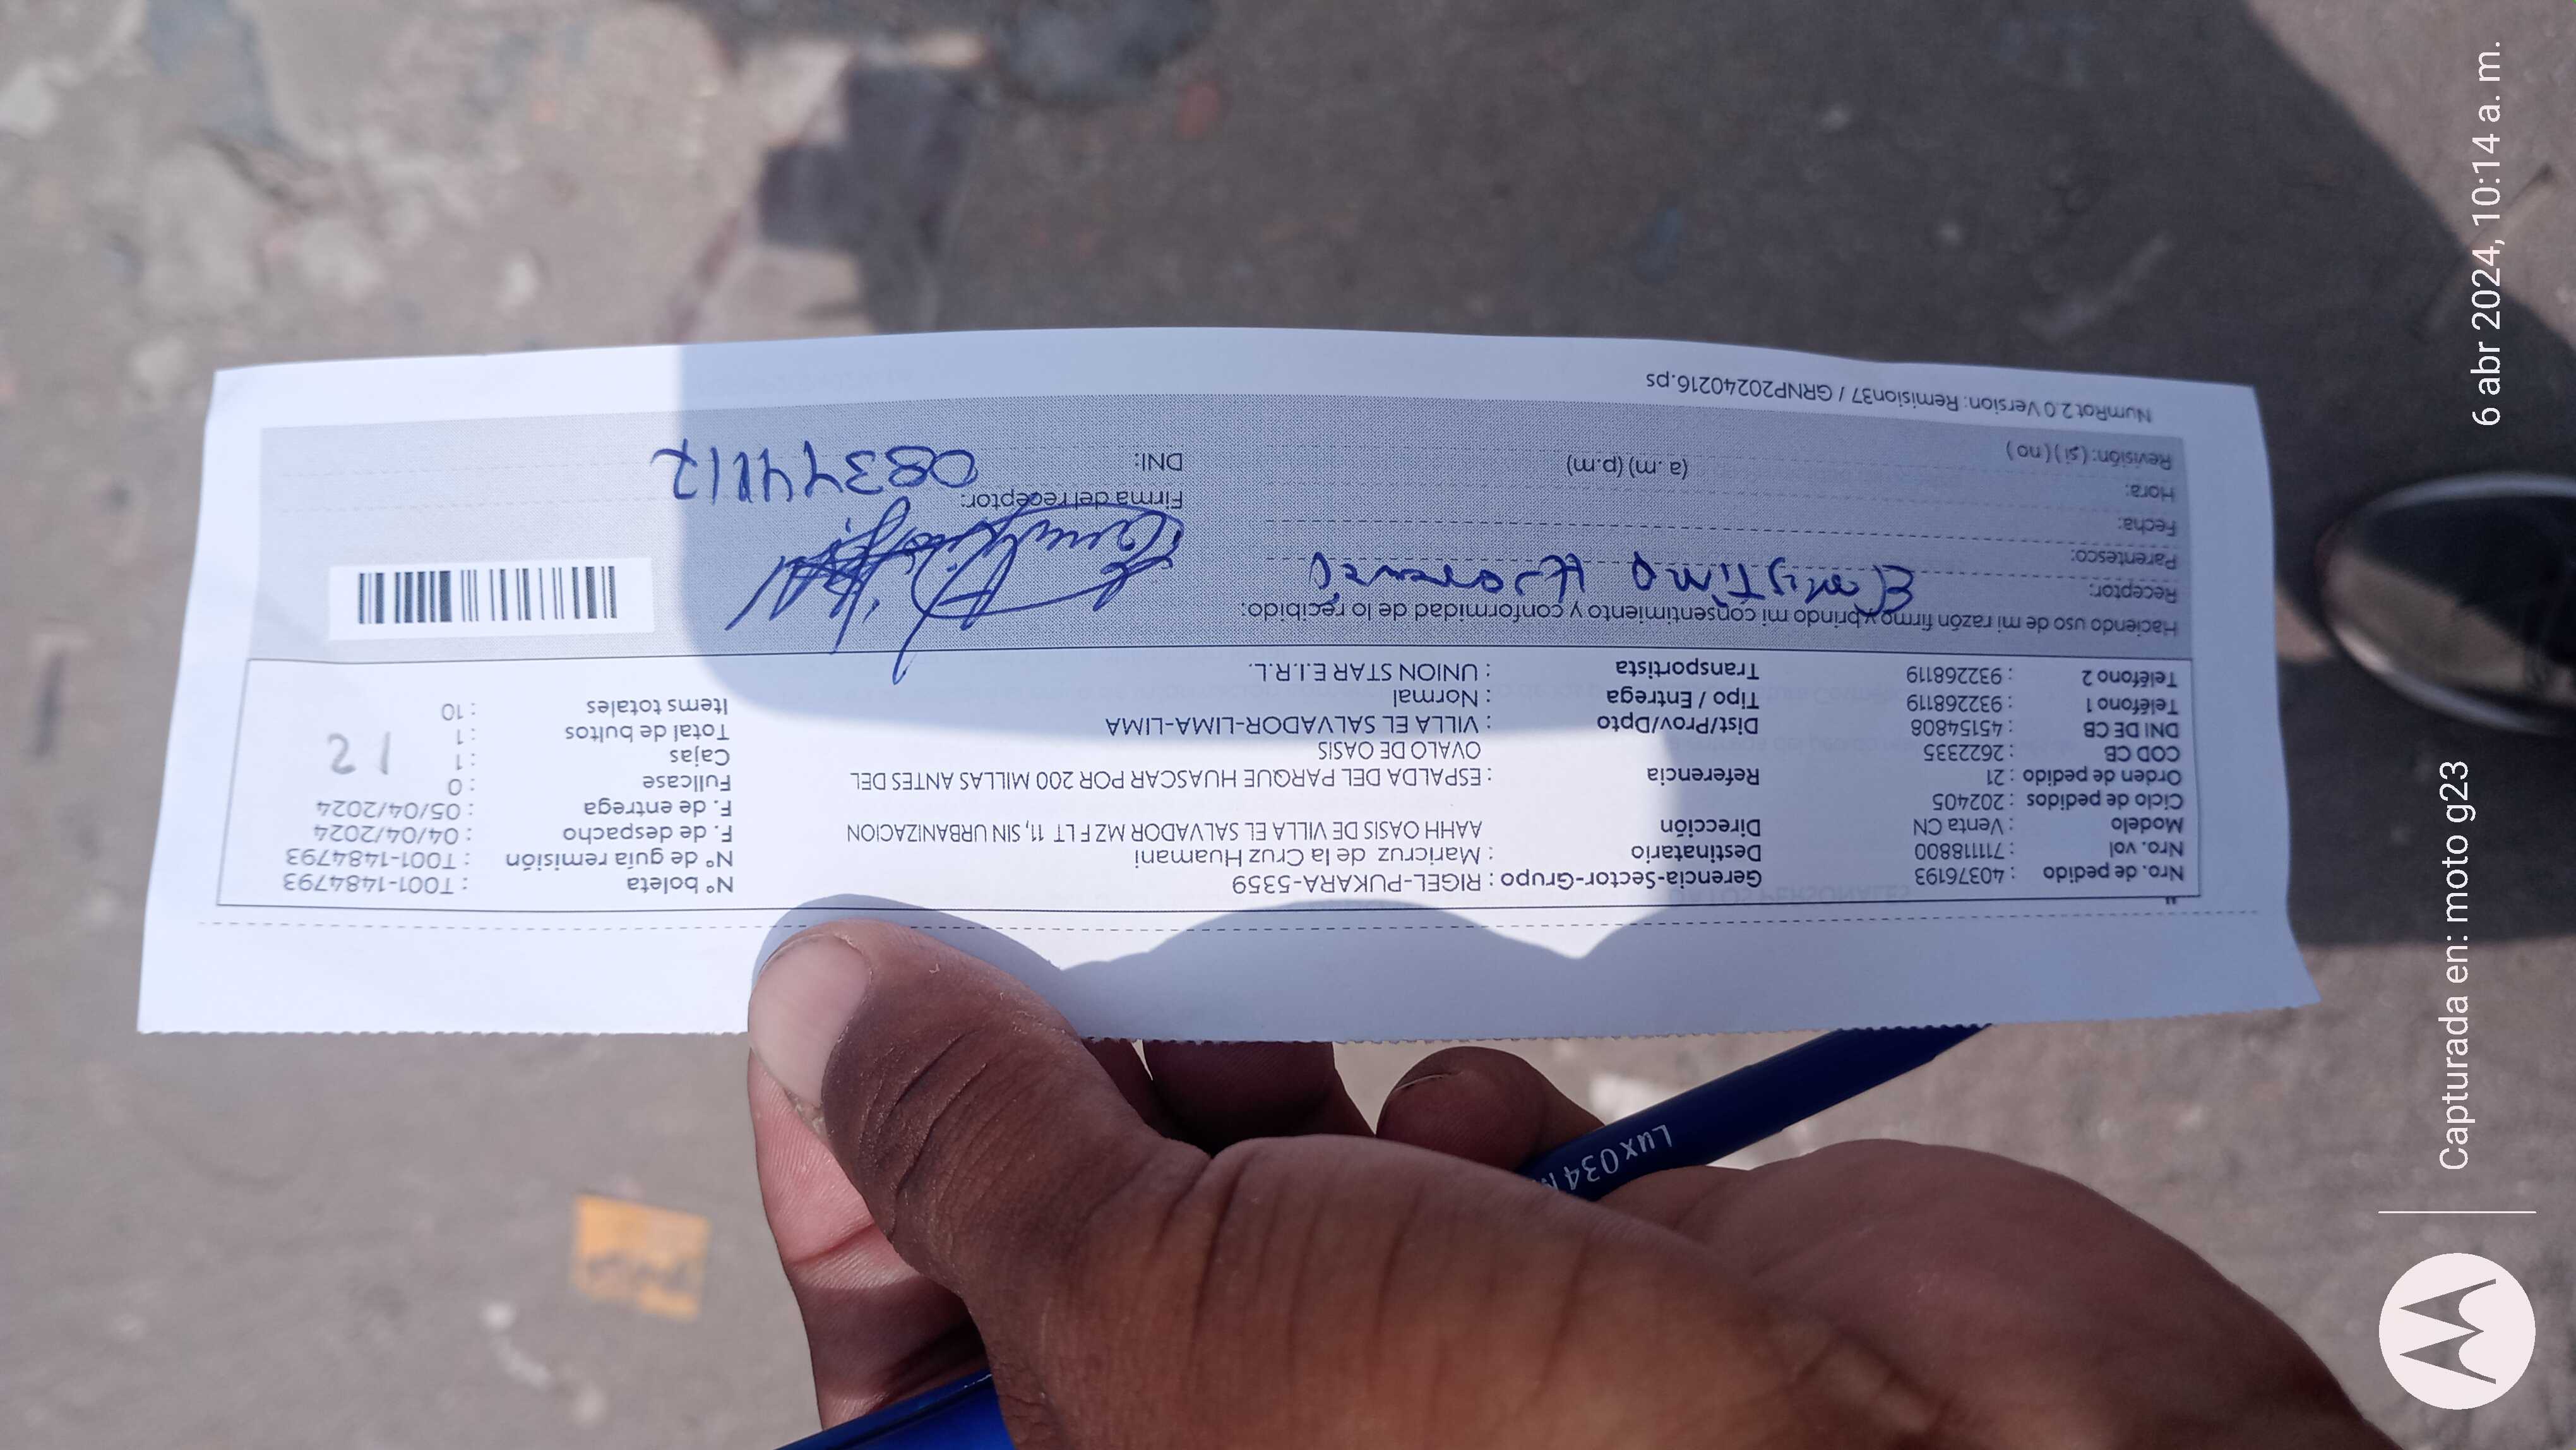 Nro. de pedido : 40376193 Gerencia-Sector-Grupo : RIGEL-PUKARA-5359 N° boleta : T001-1484793
Nro. vol : 711118800 Destinatario : Maricruz de la Cruz Huamani N° de guía remisión : T001-1484793
Modelo : Venta CN Dirección AAHH OASIS DE VILLA EL SALVADOR MZ F LT 11, SIN URBANIZACION F. de despacho : 04/04/2024
Ciclo de pedidos : 202405 F. de entrega : 05/04/2024
Orden de pedido : 21 Referencia : ESPALDA DEL PARQUE HUASCAR POR 200 MILLAS ANTES DEL Fullcase : 0
COD CB : 2622335 OVALO DE OASIS Cajas : 1
21
DNI DE CB : 45154808 Dist/Prov/Dpto : VILLA EL SALVADOR-LIMA-LIMA Total de bultos : 1
Teléfono 1 : 932268119 Tipo / Entrega : Normal Items totales : 10
Teléfono 2 : 932268119 Transportista : UNION STAR E.I.R.L.
Haciendo uso de mi razón firmo y brindo mi consentimiento y conformidad de lo recibido:
Receptor:
Parentesco:
Fecha:
Hora: Firma del receptor:
Revisión: (si) (no) (a.m) (p.m) DNI:
NumRot 2.0 Version: Remision37 / GRNP20240216.ps
Lux 034
Capturada en: moto g23
6 abr 2024, 10:14 a. m.